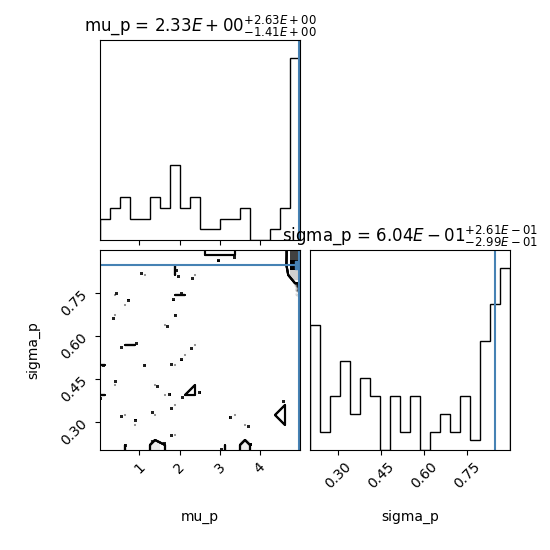 mu_p = 2.33E + 00+2.63E+00−1.41E+00
sigma_p = 6.04E − 01+2.61E−01−2.99E−01
sigma_p
0.75
0.60
0.45
0.30
1 2 3 4
0.30 0.45 0.60 0.75
mu_p
sigma_p